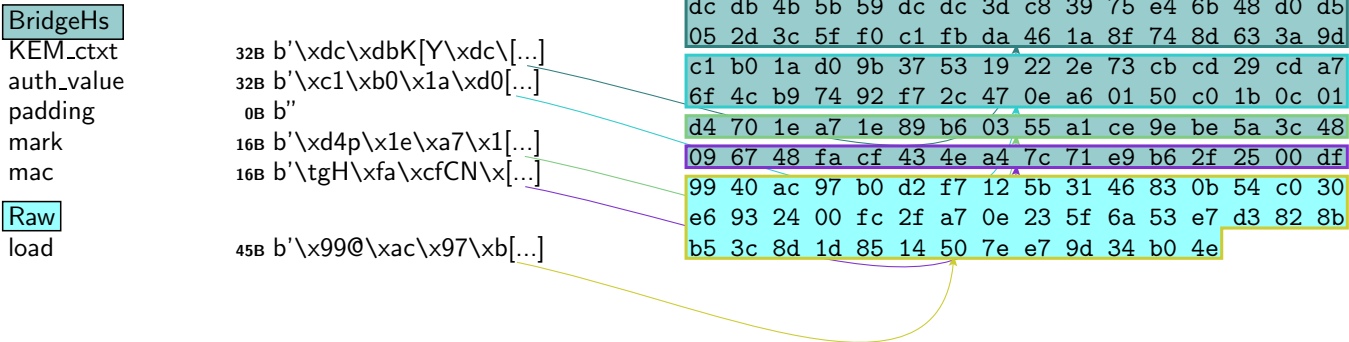 BridgeHs
KEM_ctxt 32B b'\xdc\xdbK[Y\xdc\[...]
auth_value 32B b'\xc1\xb0\x1a\xd0[...]
padding 0B b''
mark 16B b'\xd4p\x1e\xa7\x1[...]
mac 16B b'\tgH\xfa\xcfCN\x[...]
Raw
load 45B b'\x99@\xac\x97\xb[...]
dc db 4b 5b 59 dc dc 3d c8 39 75 e4 6b 48 d0 d5
05 2d 3c 5f f0 c1 fb da 46 1a 8f 74 8d 63 3a 9d
c1 b0 1a d0 9b 37 53 19 22 2e 73 cb cd 29 cd a7
6f 4c b9 74 92 f7 2c 47 0e a6 01 50 c0 1b 0c 01
d4 70 1e a7 1e 89 b6 03 55 a1 ce 9e be 5a 3c 48
09 67 48 fa cf 43 4e a4 7c 71 e9 b6 2f 25 00 df
99 40 ac 97 b0 d2 f7 12 5b 31 46 83 0b 54 c0 30
e6 93 24 00 fc 2f a7 0e 23 5f 6a 53 e7 d3 82 8b
b5 3c 8d 1d 85 14 50 7e e7 9d 34 b0 4e